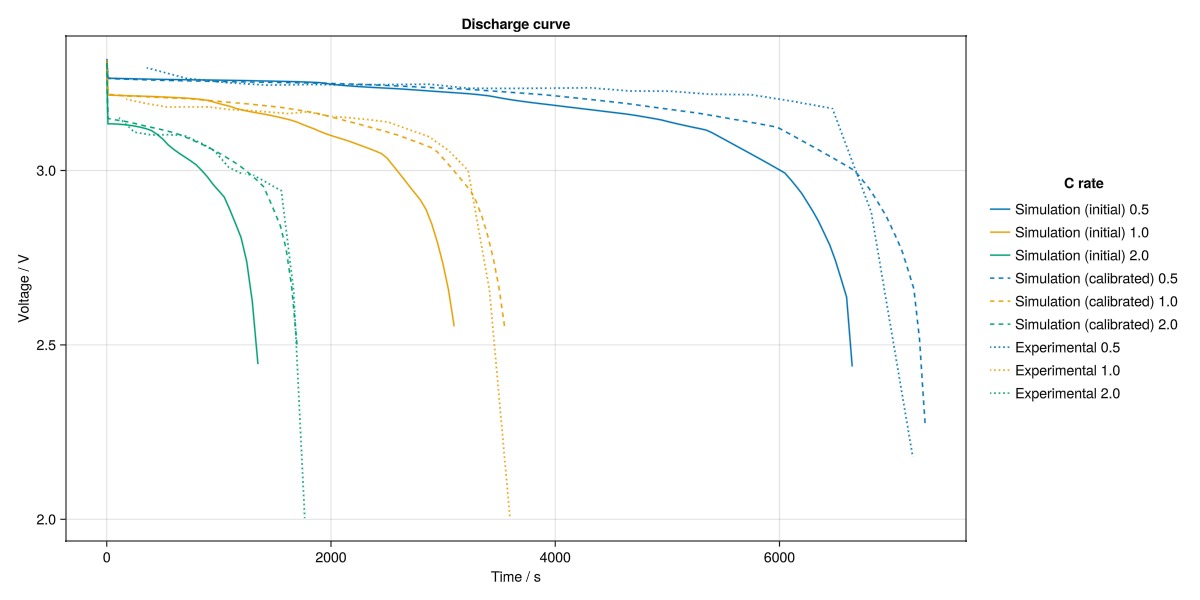 Discharge curve
Voltage / V
3.0
2.5
2.0
0
2000
4000
6000
Time / s
C rate
Simulation (initial) 0.5
Simulation (initial) 1.0
Simulation (initial) 2.0
Simulation (calibrated) 0.5
Simulation (calibrated) 1.0
Simulation (calibrated) 2.0
Experimental 0.5
Experimental 1.0
Experimental 2.0